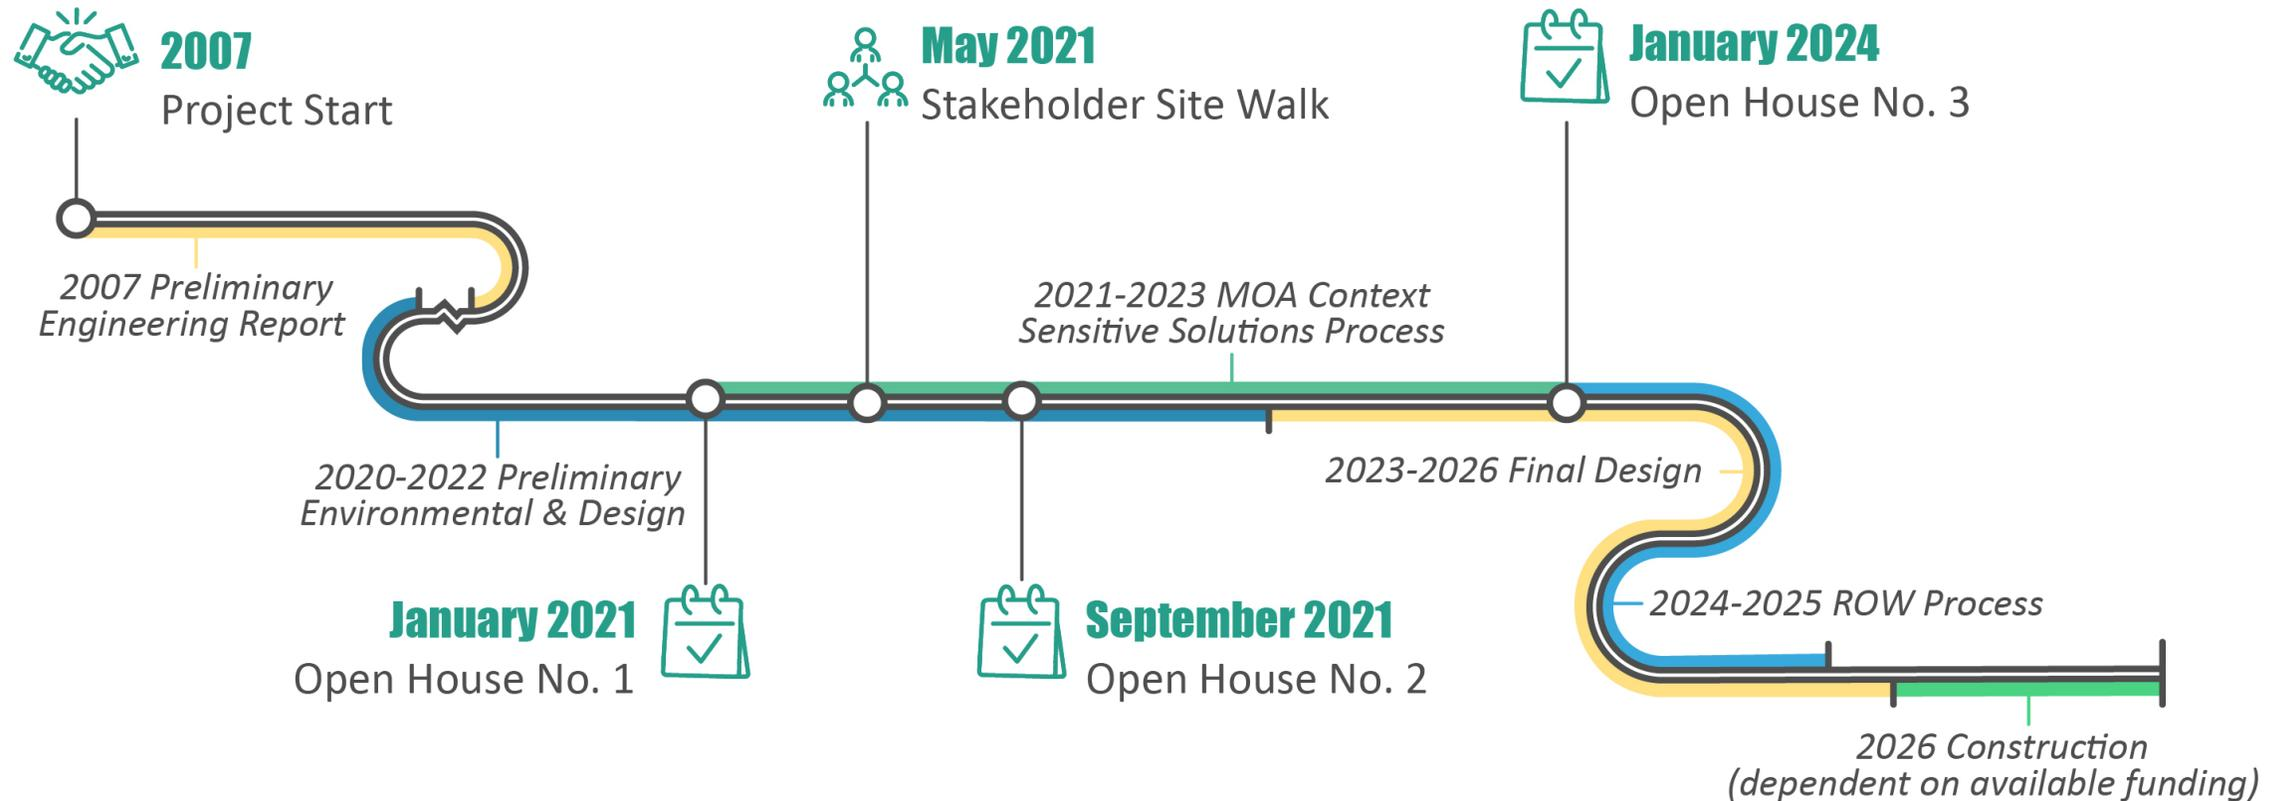 2007
Project Start
May 2021
Stakeholder Site Walk
January 2024
Open House No. 3
2007 Preliminary
Engineering Report
2021-2023 MOA Context
Sensitive Solutions Process
2020-2022 Preliminary
Environmental & Design
2023-2026 Final Design
January 2021
Open House No. 1
September 2021
Open House No. 2
2024-2025 ROW Process
2026 Construction
(dependent on available funding)